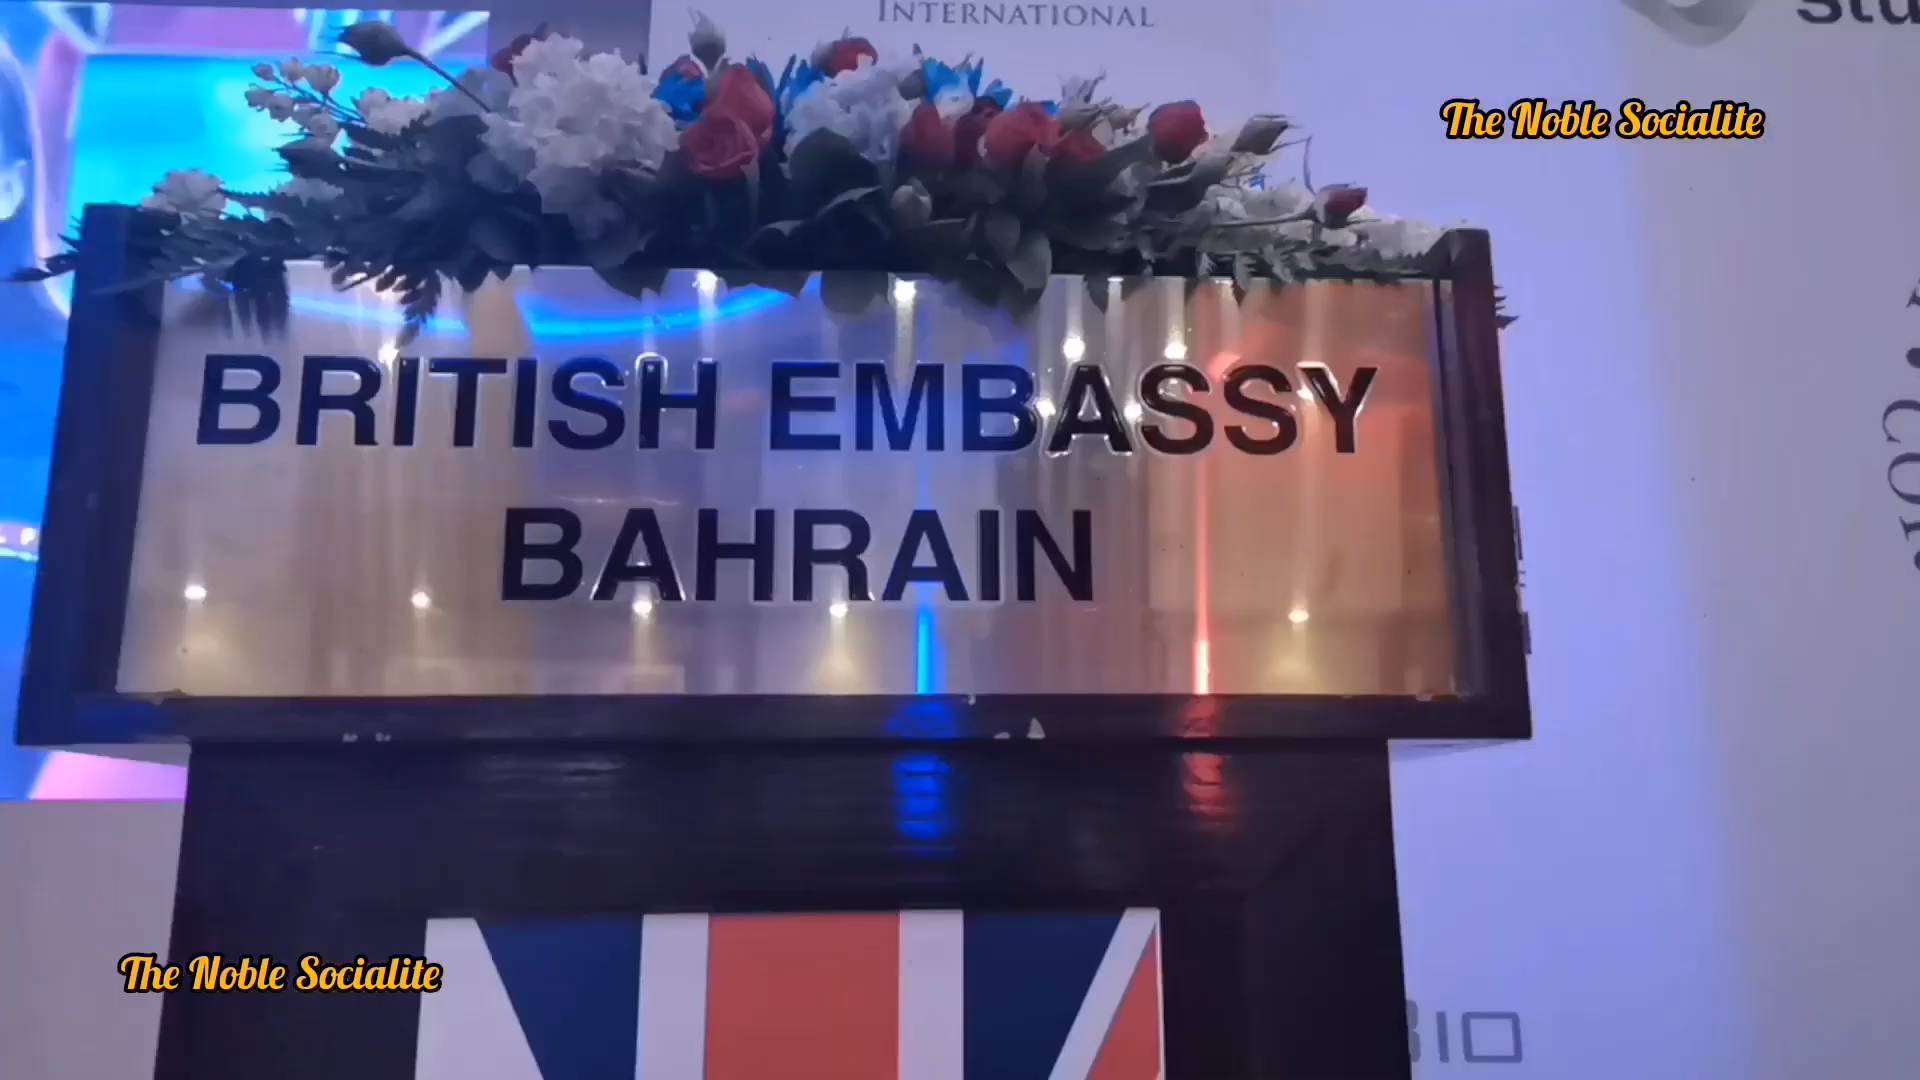 INTERNATIONAL
The Noble Socialite
BRITISH EMBASSY
BAHRAIN
The Noble Socialite